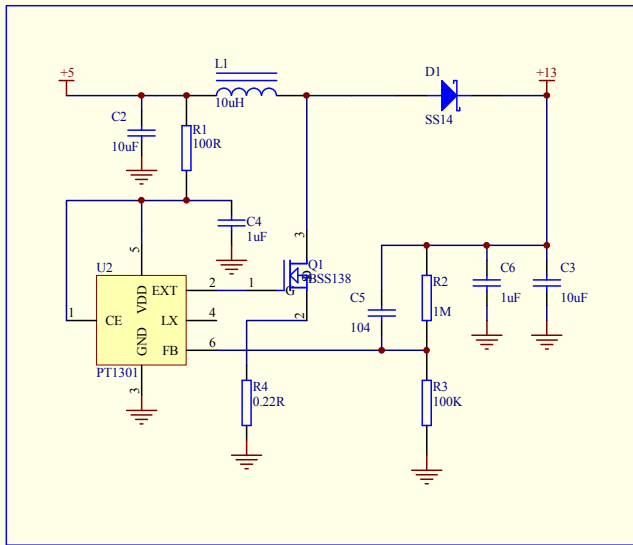 L1
D1
+5
+13
10uH
SS14
C2
10uF
R1
100R
C4
1uF
3
U2
5
Q1
BSS138
G
2
1
EXT
VDD
1
CE
LX
4
GND
FB
6
2
PT1301
3
C5
104
R2
1M
C6
1uF
C3
10uF
R4
0.22R
R3
100K